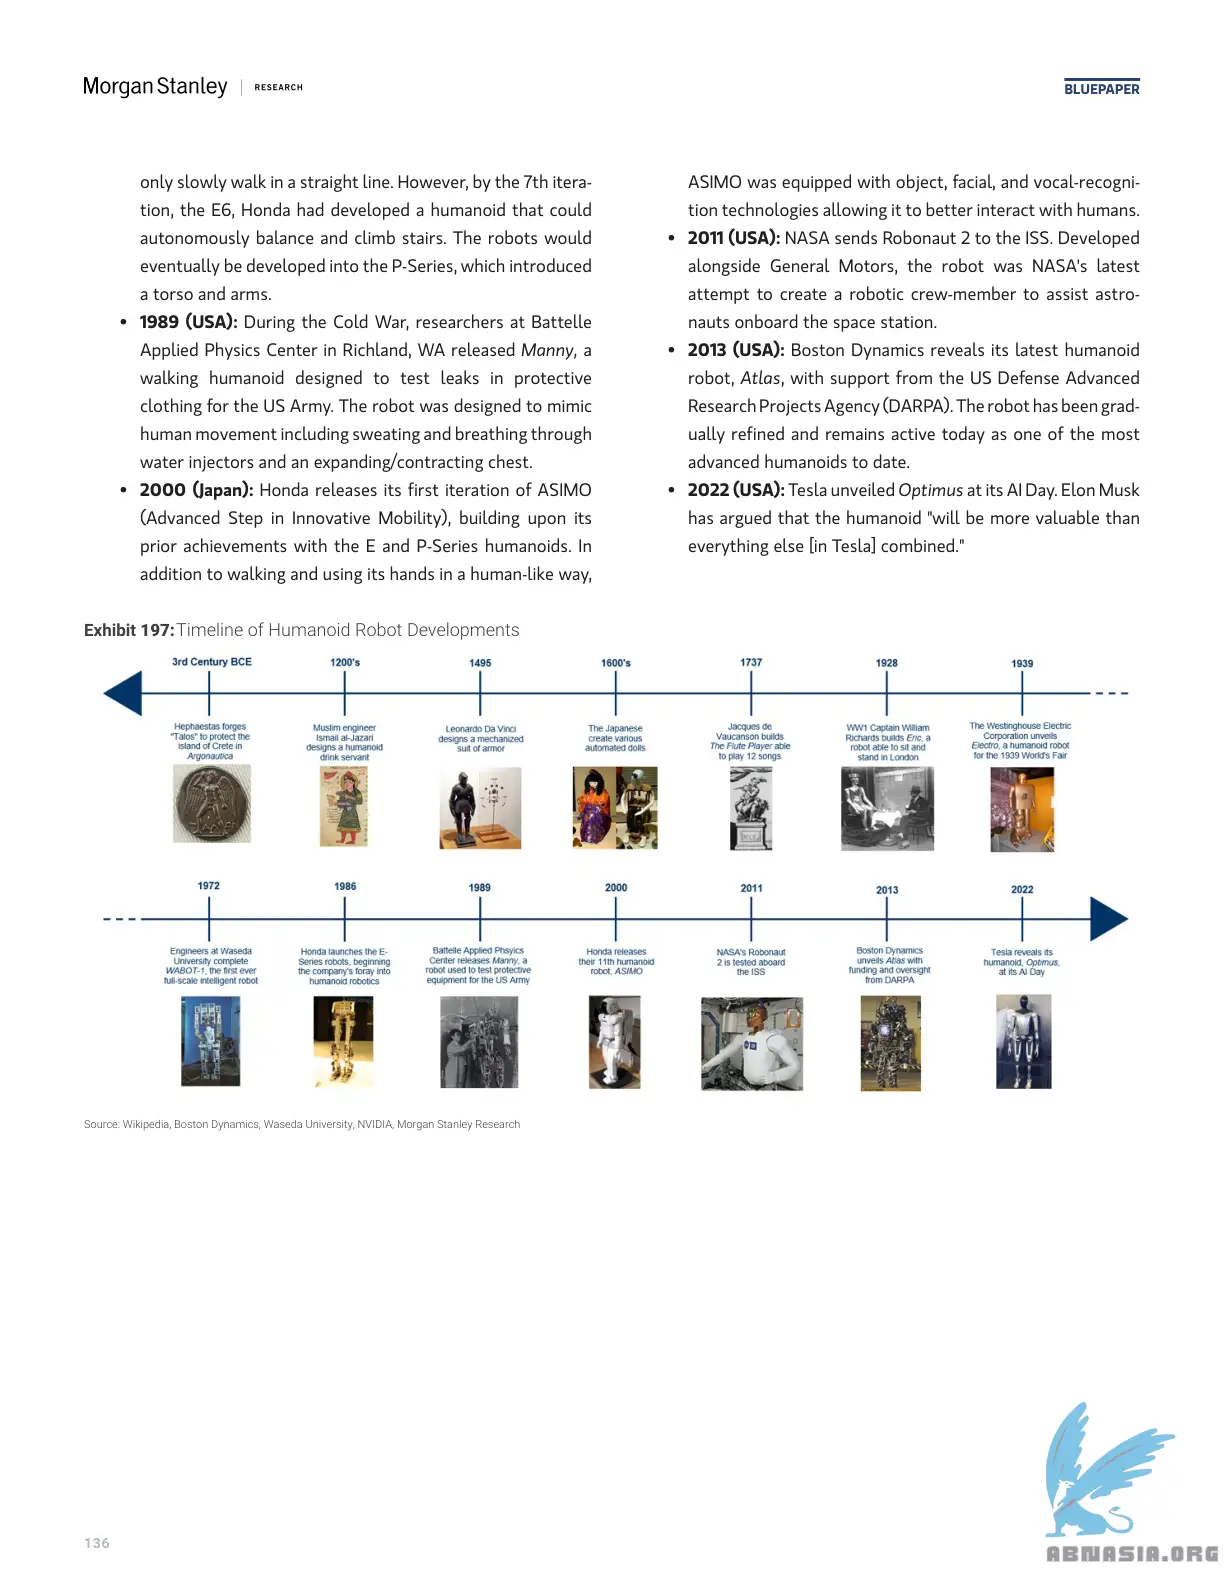 Morgan Stanley | RESEARCH
BLUEPAPER
only slowly walk in a straight line. However, by the 7th itera-
tion, the E6, Honda had developed a humanoid that could
autonomously balance and climb stairs. The robots would
eventually be developed into the P-Series, which introduced
a torso and arms.
• 1989 (USA): During the Cold War, researchers at Battelle
Applied Physics Center in Richland, WA released Manny, a
walking humanoid designed to test leaks in protective
clothing for the US Army. The robot was designed to mimic
human movement including sweating and breathing through
water injectors and an expanding/contracting chest.
• 2000 (Japan): Honda releases its first iteration of ASIMO
(Advanced Step in Innovative Mobility), building upon its
prior achievements with the E and P-Series humanoids. In
addition to walking and using its hands in a human-like way,
ASIMO was equipped with object, facial, and vocal-recogni-
tion technologies allowing it to better interact with humans.
• 2011 (USA): NASA sends Robonaut 2 to the ISS. Developed
alongside General Motors, the robot was NASA's latest
attempt to create a robotic crew-member to assist astro-
nauts onboard the space station.
• 2013 (USA): Boston Dynamics reveals its latest humanoid
robot, Atlas, with support from the US Defense Advanced
Research Projects Agency (DARPA). The robot has been grad-
ually refined and remains active today as one of the most
advanced humanoids to date.
• 2022 (USA): Tesla unveiled Optimus at its AI Day. Elon Musk
has argued that the humanoid "will be more valuable than
everything else [in Tesla] combined."
Exhibit 197: Timeline of Humanoid Robot Developments
3rd Century BCE
Hephaestas forges
"Talos" to protect the
island of Crete in
Argonautica
1200's
Muslim engineer
Ismail al-Jazari
designs a humanoid
drink servant
1495
Leonardo Da Vinci
designs a mechanized
suit of armor
1600's
The Japanese
create various
automated dolls
1737
Jacques de
Vaucanson builds
The Flute Player able
to play 12 songs
1928
WW1 Captain William
Richards builds Eric, a
robot able to sit and
stand in London
1939
The Westinghouse Electric
Corporation unveils
Electro, a humanoid robot
for the 1939 World's Fair
1972
Engineers at Waseda
University complete
WABOT-1, the first ever
full-scale intelligent robot
1986
Honda launches the E-
Series robots, beginning
the company's foray into
humanoid robotics
1989
Battelle Applied Phsyics
Center releases Manny, a
robot used to test protective
equipment for the US Army
2000
Honda releases
their 11th humanoid
robot, ASIMO
2011
NASA's Robonaut
2 is tested aboard
the ISS
2013
Boston Dynamics
unveils Atlas with
funding and oversight
from DARPA
2022
Tesla reveals its
humanoid, Optimus,
at its AI Day
Source: Wikipedia, Boston Dynamics, Waseda University, NVIDIA, Morgan Stanley Research
136
ABNASIA.ORG